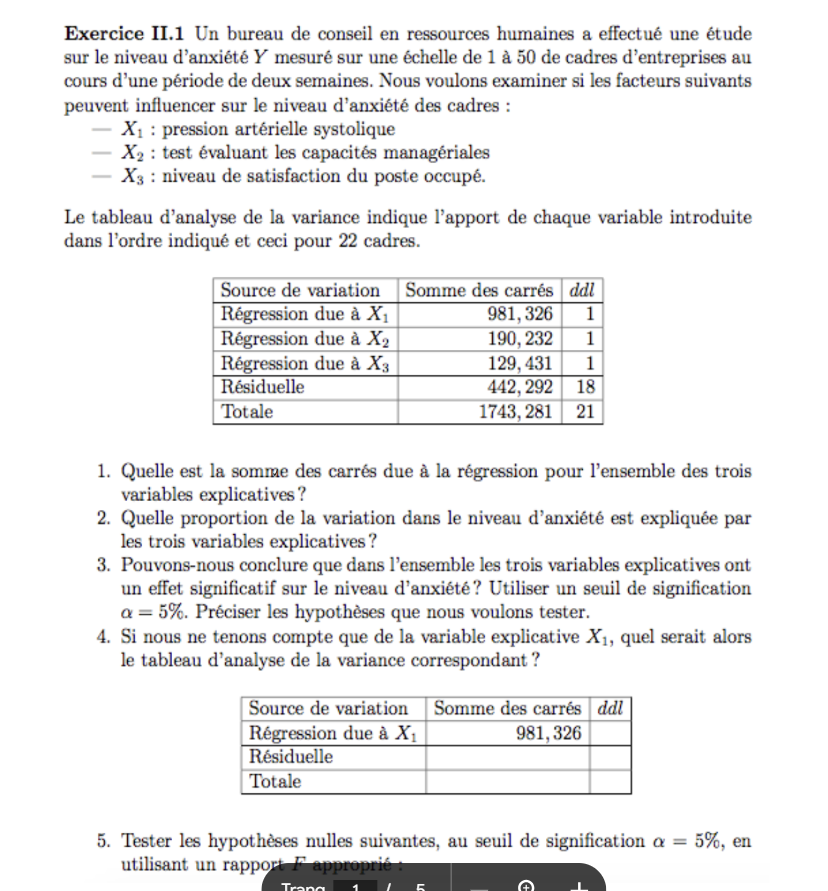 Exercice II.1 Un bureau de conseil en ressources humaines a effectué une étude
sur le niveau d'anxiété Y mesuré sur une échelle de 1 à 50 de cadres d'entreprises au
cours d'une période de deux semaines. Nous voulons examiner si les facteurs suivants
peuvent influencer sur le niveau d'anxiété des cadres :
— X₁ : pression artérielle systolique
— X₂ : test évaluant les capacités managériales
— X₃ : niveau de satisfaction du poste occupé.
Le tableau d'analyse de la variance indique l'apport de chaque variable introduite
dans l'ordre indiqué et ceci pour 22 cadres.
Source de variation Somme des carrés ddl
Régression due à X₁ 981,326 1
Régression due à X₂ 190,232 1
Régression due à X₃ 129,431 1
Résiduelle 442,292 18
Totale 1743,281 21
1. Quelle est la somme des carrés due à la régression pour l'ensemble des trois
variables explicatives ?
2. Quelle proportion de la variation dans le niveau d'anxiété est expliquée par
les trois variables explicatives ?
3. Pouvons-nous conclure que dans l'ensemble les trois variables explicatives ont
un effet significatif sur le niveau d'anxiété ? Utiliser un seuil de signification
α = 5%. Préciser les hypothèses que nous voulons tester.
4. Si nous ne tenons compte que de la variable explicative X₁, quel serait alors
le tableau d'analyse de la variance correspondant ?
Source de variation Somme des carrés ddl
Régression due à X₁ 981,326
Résiduelle
Totale
5. Tester les hypothèses nulles suivantes, au seuil de signification α = 5%, en
utilisant un rapport F approprié :
Trang 1 / 5